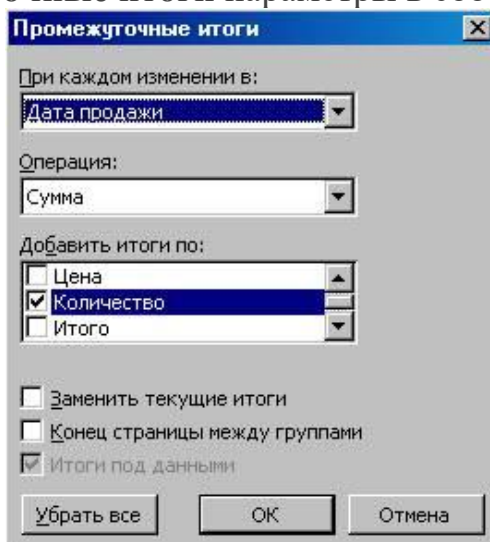 Промежуточные итоги
При каждом изменении в:
Дата продажи
Операция:
Сумма
Добавить итоги по:
Цена
Количество
Итого
Заменить текущие итоги
Конец страницы между группами
Итоги под данными
Убрать все
ОК
Отмена